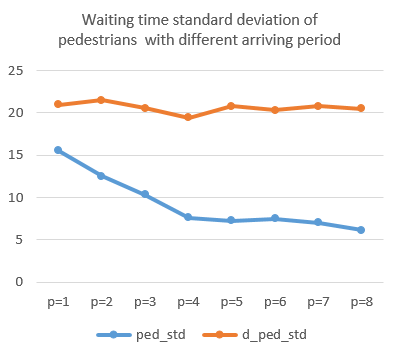 Waiting time standard deviation of
pedestrians with different arriving period
25
20
15
10
5
0
p=1 p=2 p=3 p=4 p=5 p=6 p=7 p=8
ped_std d_ped_std